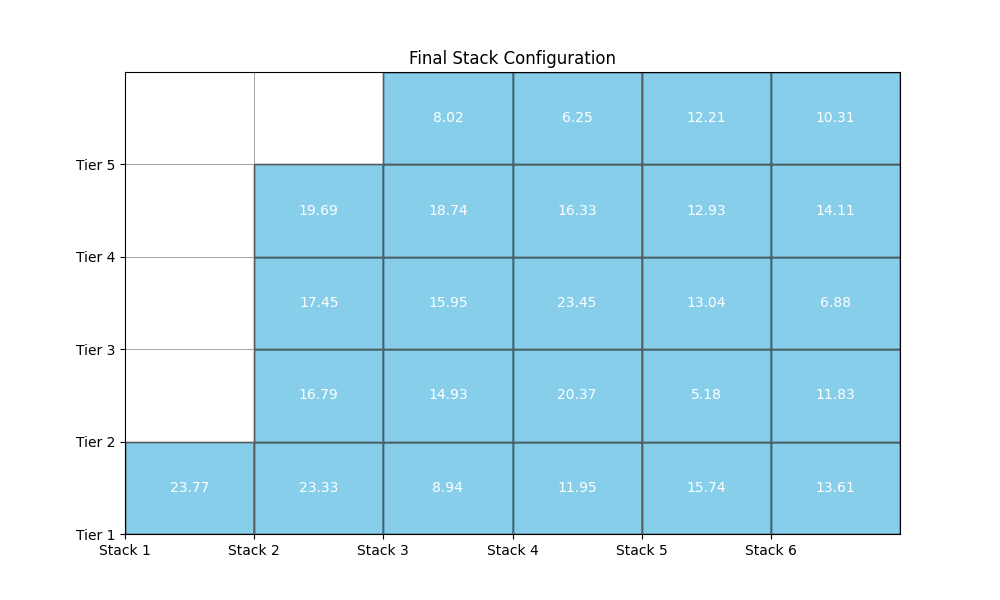 Final Stack Configuration
8.02 6.25 12.21 10.31
Tier 5
19.69 18.74 16.33 12.93 14.11
Tier 4
17.45 15.95 23.45 13.04 6.88
Tier 3
16.79 14.93 20.37 5.18 11.83
Tier 2
23.77 23.33 8.94 11.95 15.74 13.61
Tier 1
Stack 1 Stack 2 Stack 3 Stack 4 Stack 5 Stack 6